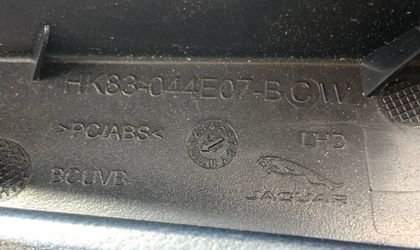 HK83-044E07-BCW
>PC/ABS<
LHD
BCUVB
JAGUAR